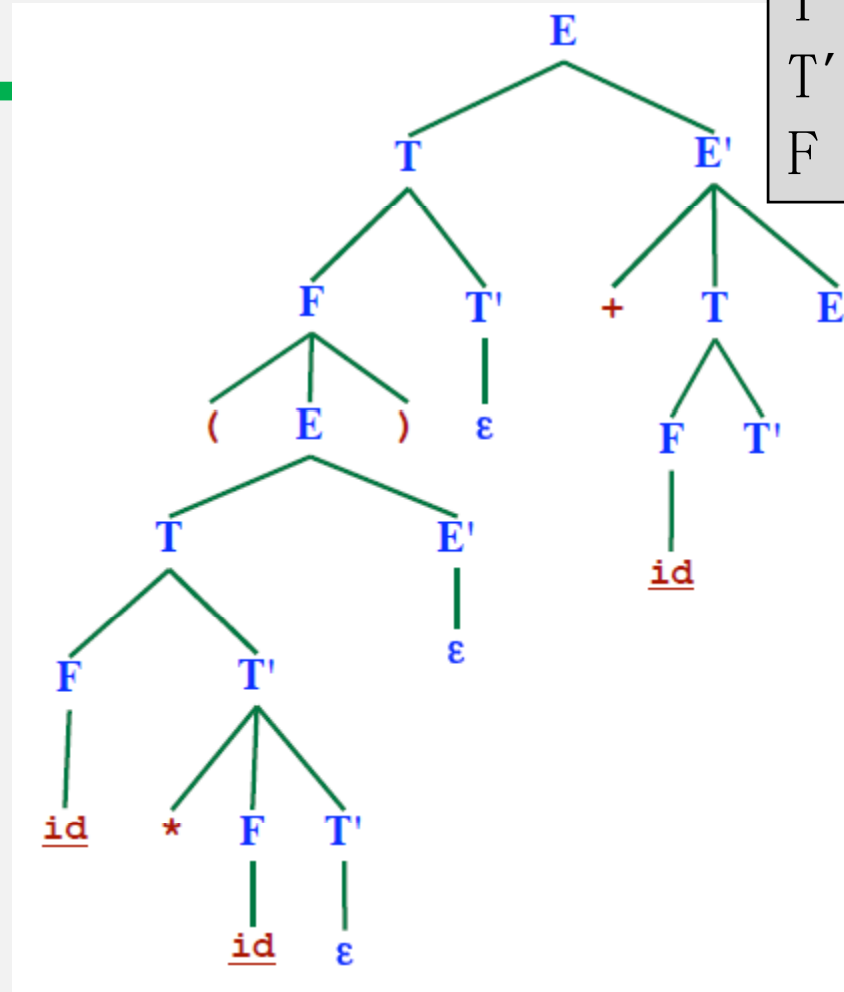 E
T'
F
T E'
F T' + T E
( E ) ε F T'
T E' id
ε
F T'
id * F T'
id ε